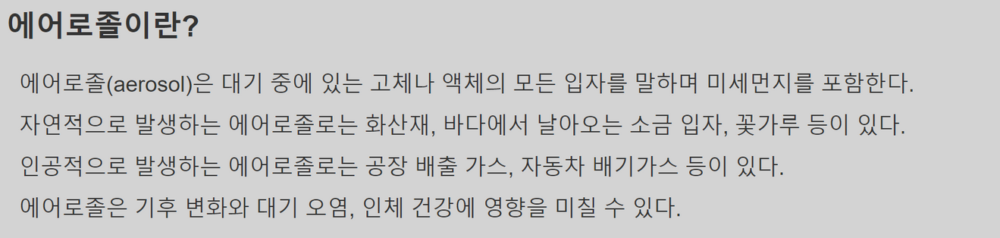 에어로졸이란?
에어로졸(aerosol)은 대기 중에 있는 고체나 액체의 모든 입자를 말하며 미세먼지를 포함한다.
자연적으로 발생하는 에어로졸로는 화산재, 바다에서 날아오는 소금 입자, 꽃가루 등이 있다.
인공적으로 발생하는 에어로졸로는 공장 배출 가스, 자동차 배기가스 등이 있다.
에어로졸은 기후 변화와 대기 오염, 인체 건강에 영향을 미칠 수 있다.